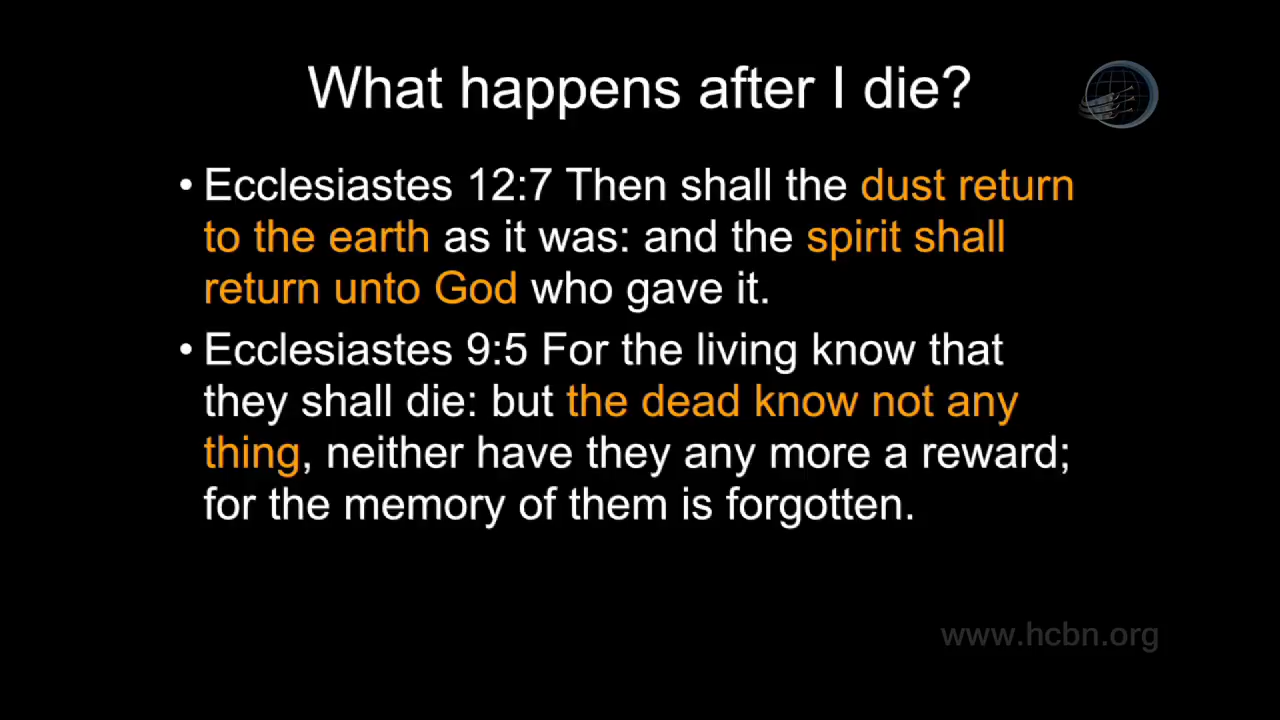 What happens after I die?
• Ecclesiastes 12:7 Then shall the dust return
to the earth as it was: and the spirit shall
return unto God who gave it.
• Ecclesiastes 9:5 For the living know that
they shall die: but the dead know not any
thing, neither have they any more a reward;
for the memory of them is forgotten.
www.hcbn.org